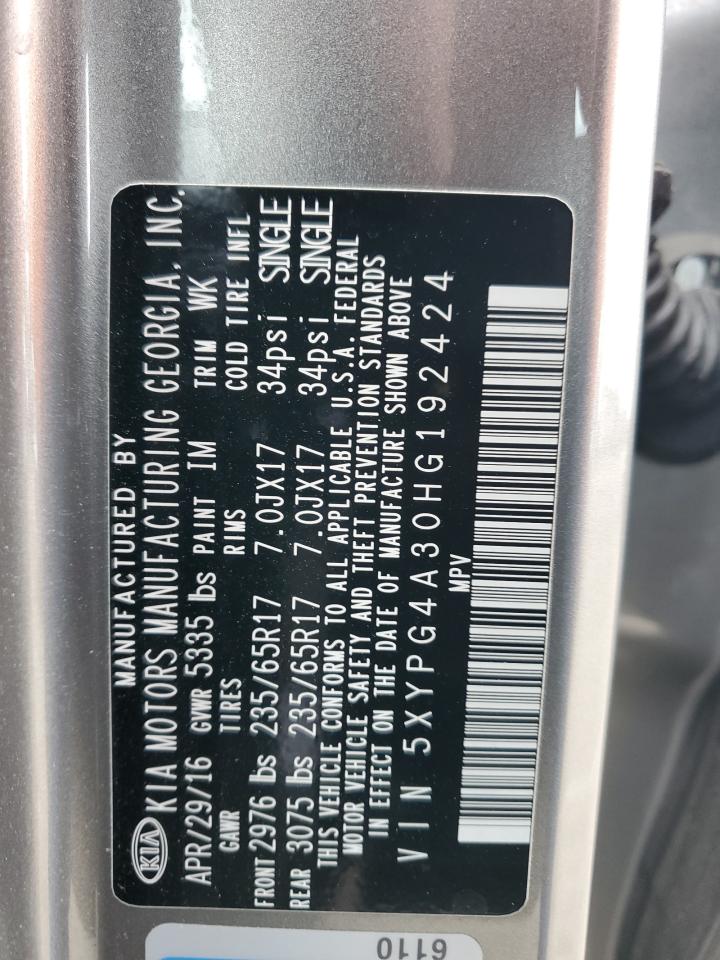 MANUFACTURED BY
KIA KIA MOTORS MANUFACTURING GEORGIA, INC.
APR/29/16 GVWR 5335 lbs PAINT IM TRIM WK
GAWR TIRES RIMS COLD TIRE INFL
FRONT 2976 lbs 235/65R17 7.0JX17 34psi SINGLE
REAR 3075 lbs 235/65R17 7.0JX17 34psi SINGLE
THIS VEHICLE CONFORMS TO ALL APPLICABLE U.S.A. FEDERAL
MOTOR VEHICLE SAFETY AND THEFT PREVENTION STANDARDS
IN EFFECT ON THE DATE OF MANUFACTURE SHOWN ABOVE
VIN 5XYPG4A30HG192424
MPV
6110